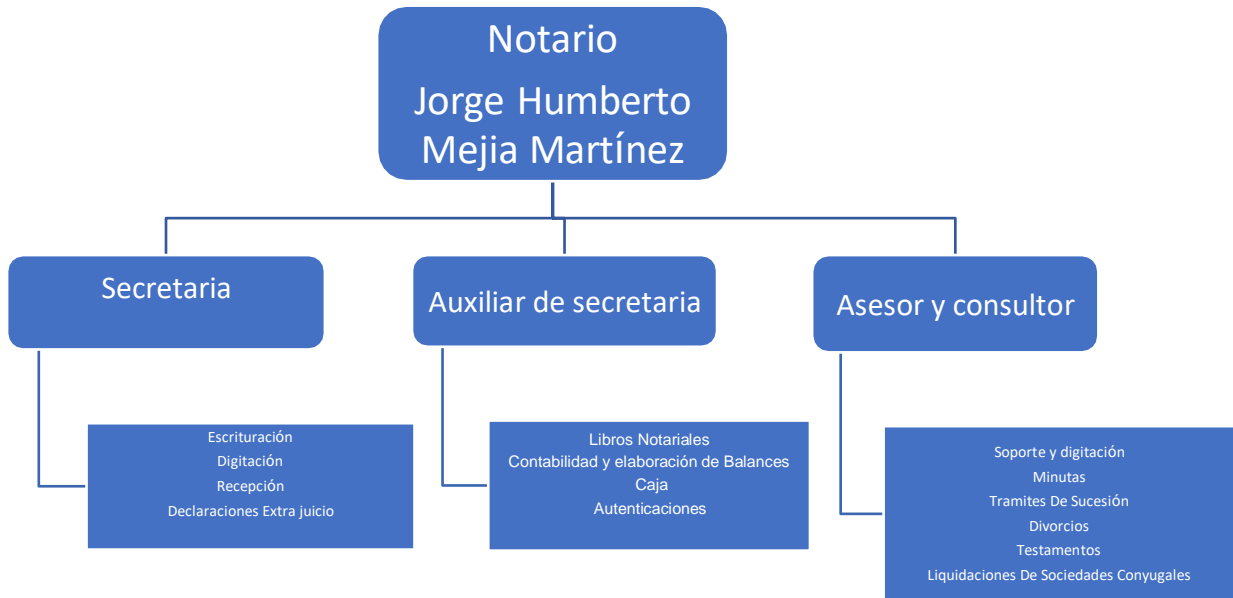 Notario
Jorge Humberto
Mejia Martínez
Secretaria
Auxiliar de secretaria
Asesor y consultor
Escrituración
Digitación
Recepción
Declaraciones Extra juicio
Libros Notariales
Contabilidad y elaboración de Balances
Caja
Autenticaciones
Soporte y digitación
Minutas
Tramites De Sucesión
Divorcios
Testamentos
Liquidaciones De Sociedades Conyugales